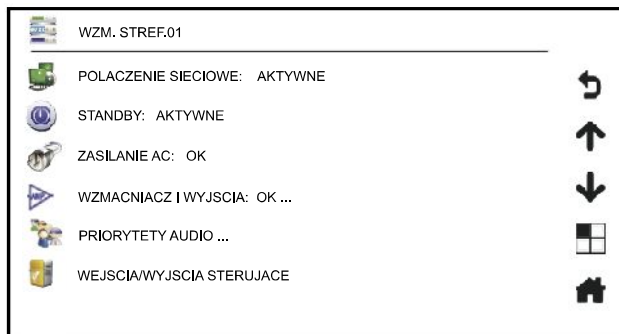 WZM. STREF.01
POLACZENIE SIECIOWE: AKTYWNE
STANDBY: AKTYWNE
ZASILANIE AC: OK
WZMACNIACZ I WYJSCIA: OK ...
PRIORYTETY AUDIO ...
WEJSCIA/WYJSCIA STERUJACE